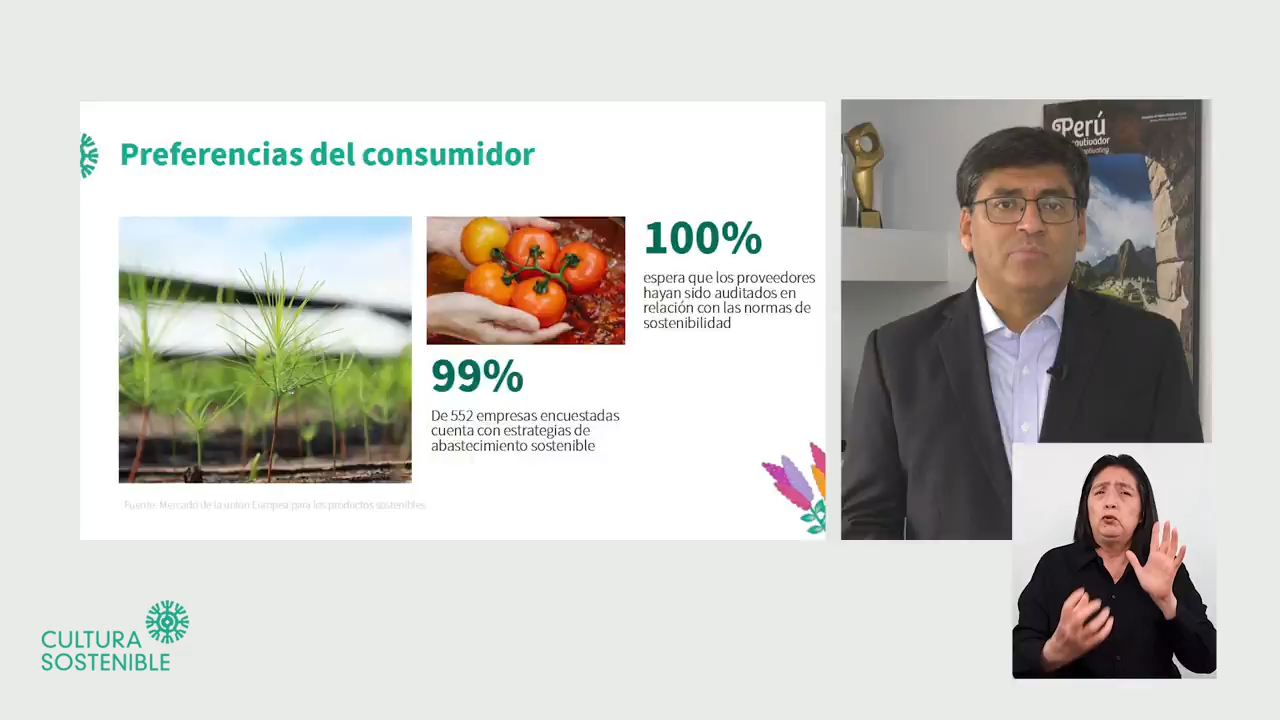 Preferencias del consumidor
100%
espera que los proveedores
hayan sido auditados en
relación con las normas de
sostenibilidad
99%
De 552 empresas encuestadas
cuenta con estrategias de
abastecimiento sostenible
Fuente: Mercado de la unión Europea para los productos sostenibles
Perú
CULTURA
SOSTENIBLE